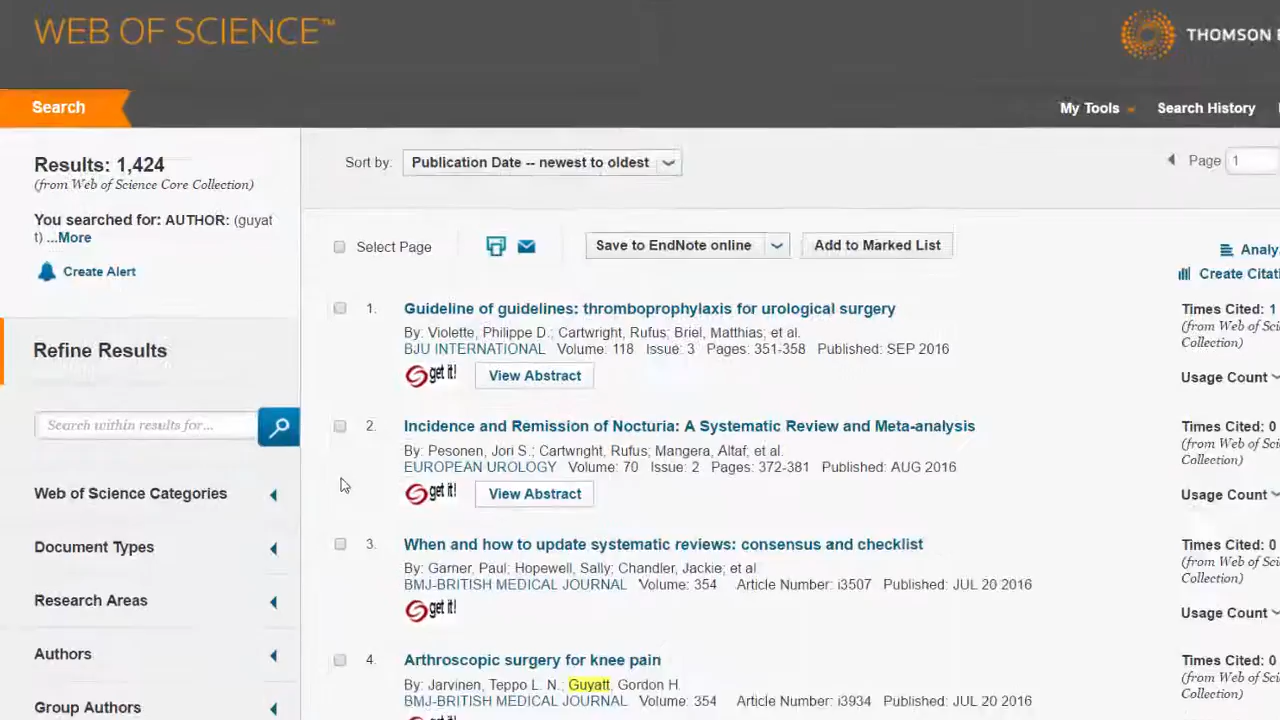 WEB OF SCIENCE™
THOMSON
Search
My Tools
Search History
Results: 1,424
(from Web of Science Core Collection)
You searched for: AUTHOR: (guyat
t) ...More
Create Alert
Sort by:
Publication Date -- newest to oldest
Page
1
Select Page
Save to EndNote online
Add to Marked List
Analy
Create Citati
1.
Guideline of guidelines: thromboprophylaxis for urological surgery
By: Violette, Philippe D.; Cartwright, Rufus; Briel, Matthias; et al.
BJU INTERNATIONAL Volume: 118 Issue: 3 Pages: 351-358 Published: SEP 2016
get it!
View Abstract
Times Cited: 1
(from Web of Sci
Collection)
Usage Count
Refine Results
Search within results for...
2.
Incidence and Remission of Nocturia: A Systematic Review and Meta-analysis
By: Pesonen, Jori S.; Cartwright, Rufus; Mangera, Altaf, et al.
EUROPEAN UROLOGY Volume: 70 Issue: 2 Pages: 372-381 Published: AUG 2016
get it!
View Abstract
Times Cited: 0
(from Web of Sci
Collection)
Usage Count
Web of Science Categories
Document Types
Research Areas
Authors
Group Authors
3.
When and how to update systematic reviews: consensus and checklist
By: Garner, Paul; Hopewell, Sally; Chandler, Jackie; et al
BMJ-BRITISH MEDICAL JOURNAL Volume: 354 Article Number: i3507 Published: JUL 20 2016
get it!
Times Cited: 0
(from Web of Sci
Collection)
Usage Count
4.
Arthroscopic surgery for knee pain
By: Jarvinen, Teppo L. N.; Guyatt, Gordon H.
BMJ-BRITISH MEDICAL JOURNAL Volume: 354 Article Number: i3934 Published: JUL 20 2016
Times Cited: 0
(from Web of Sci
Collection)